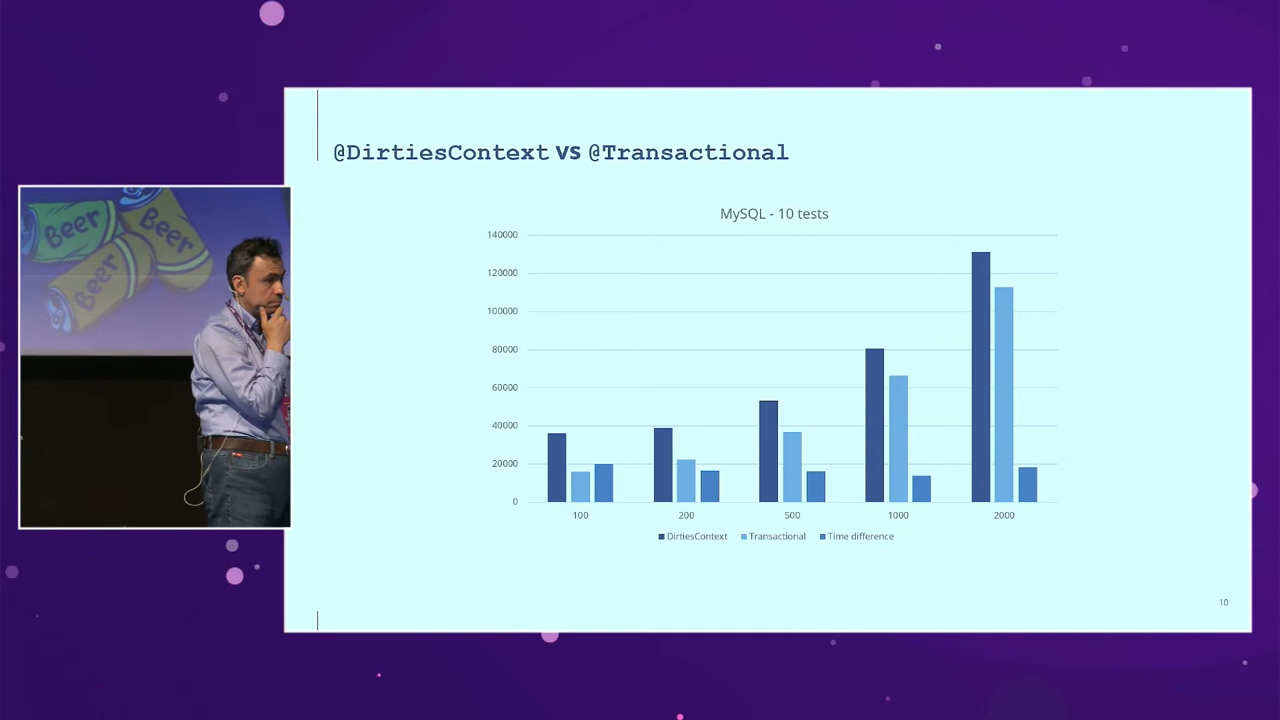 @DirtiesContext vs @Transactional
MySQL - 10 tests
140000
120000
100000
80000
60000
40000
20000
0
100 200 500 1000 2000
DirtiesContext Transactional Time difference
10
Beer
Beer
Beer